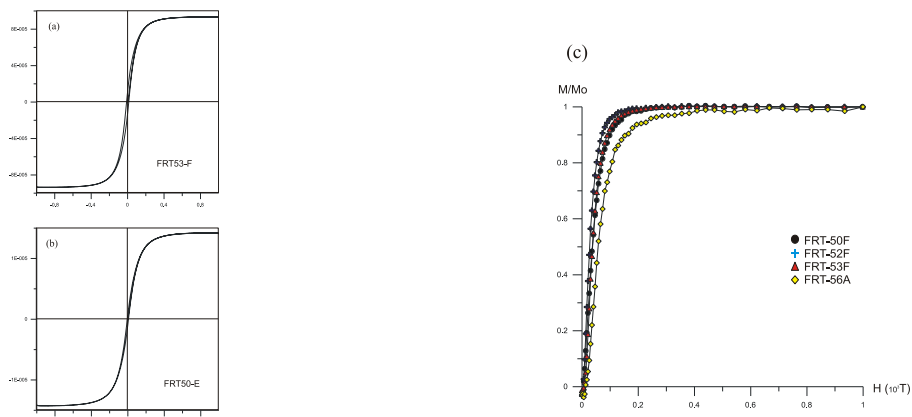 (a)
8E-005
4E-005
0
-4E-005
-8E-005
-0,8
-0,4
0
0,4
0,8
FRT53-F
(b)
1E-005
0
-1E-005
FRT50-E
(c)
M/Mo
1
0.8
0.6
0.4
0.2
0
0
0.2
0.4
0.6
0.8
1
H (10¹T)
FRT-50F
FRT-52F
FRT-53F
FRT-56A